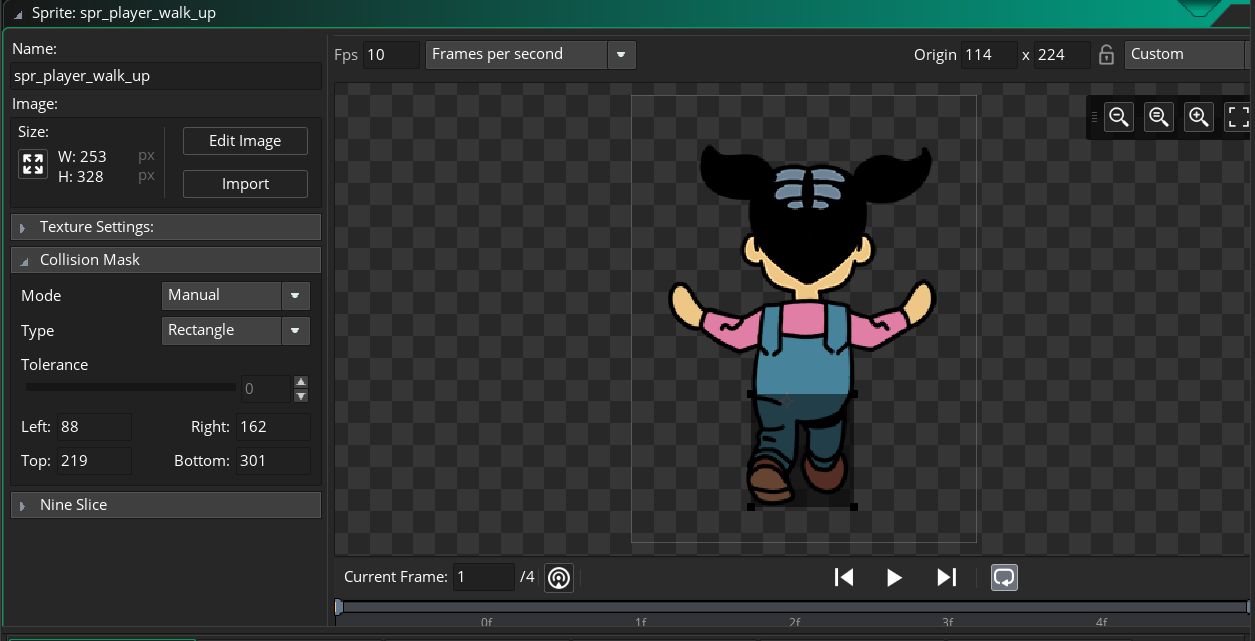 Sprite: spr_player_walk_up
Name:
spr_player_walk_up
Image:
Size:
W: 253 px
H: 328 px
Edit Image
Import
Texture Settings:
Collision Mask
Mode Manual
Type Rectangle
Tolerance
0
Left: 88 Right: 162
Top: 219 Bottom: 301
Nine Slice
Fps 10 Frames per second Origin 114 x 224 Custom
Current Frame: 1 /4
0f 1f 2f 3f 4f